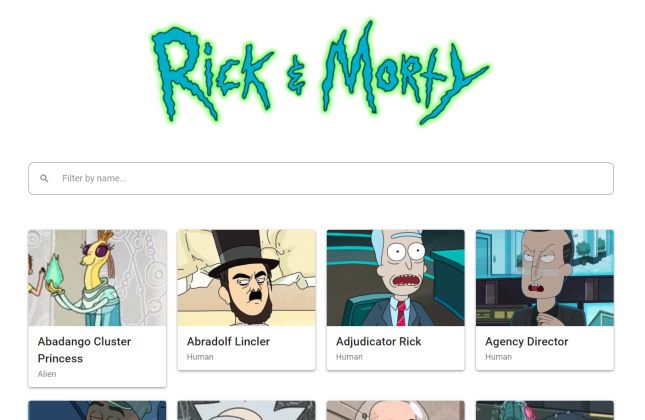 Rick & Morty
Filter by name...
Abadango Cluster
Princess
Alien
Abradolf Lincler
Human
Adjudicator Rick
Human
Agency Director
Human